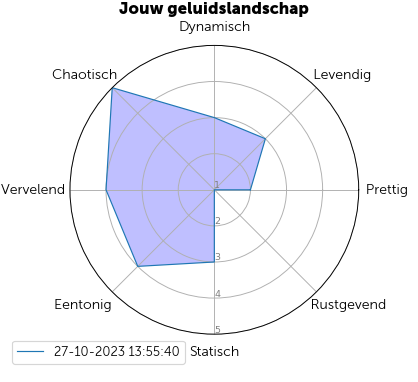 Jouw geluidslandschap
Dynamisch
Chaotisch
Levendig
Vervelend
1
Prettig
2
3
Eentonig
4
Rustgevend
5
27-10-2023 13:55:40
Statisch